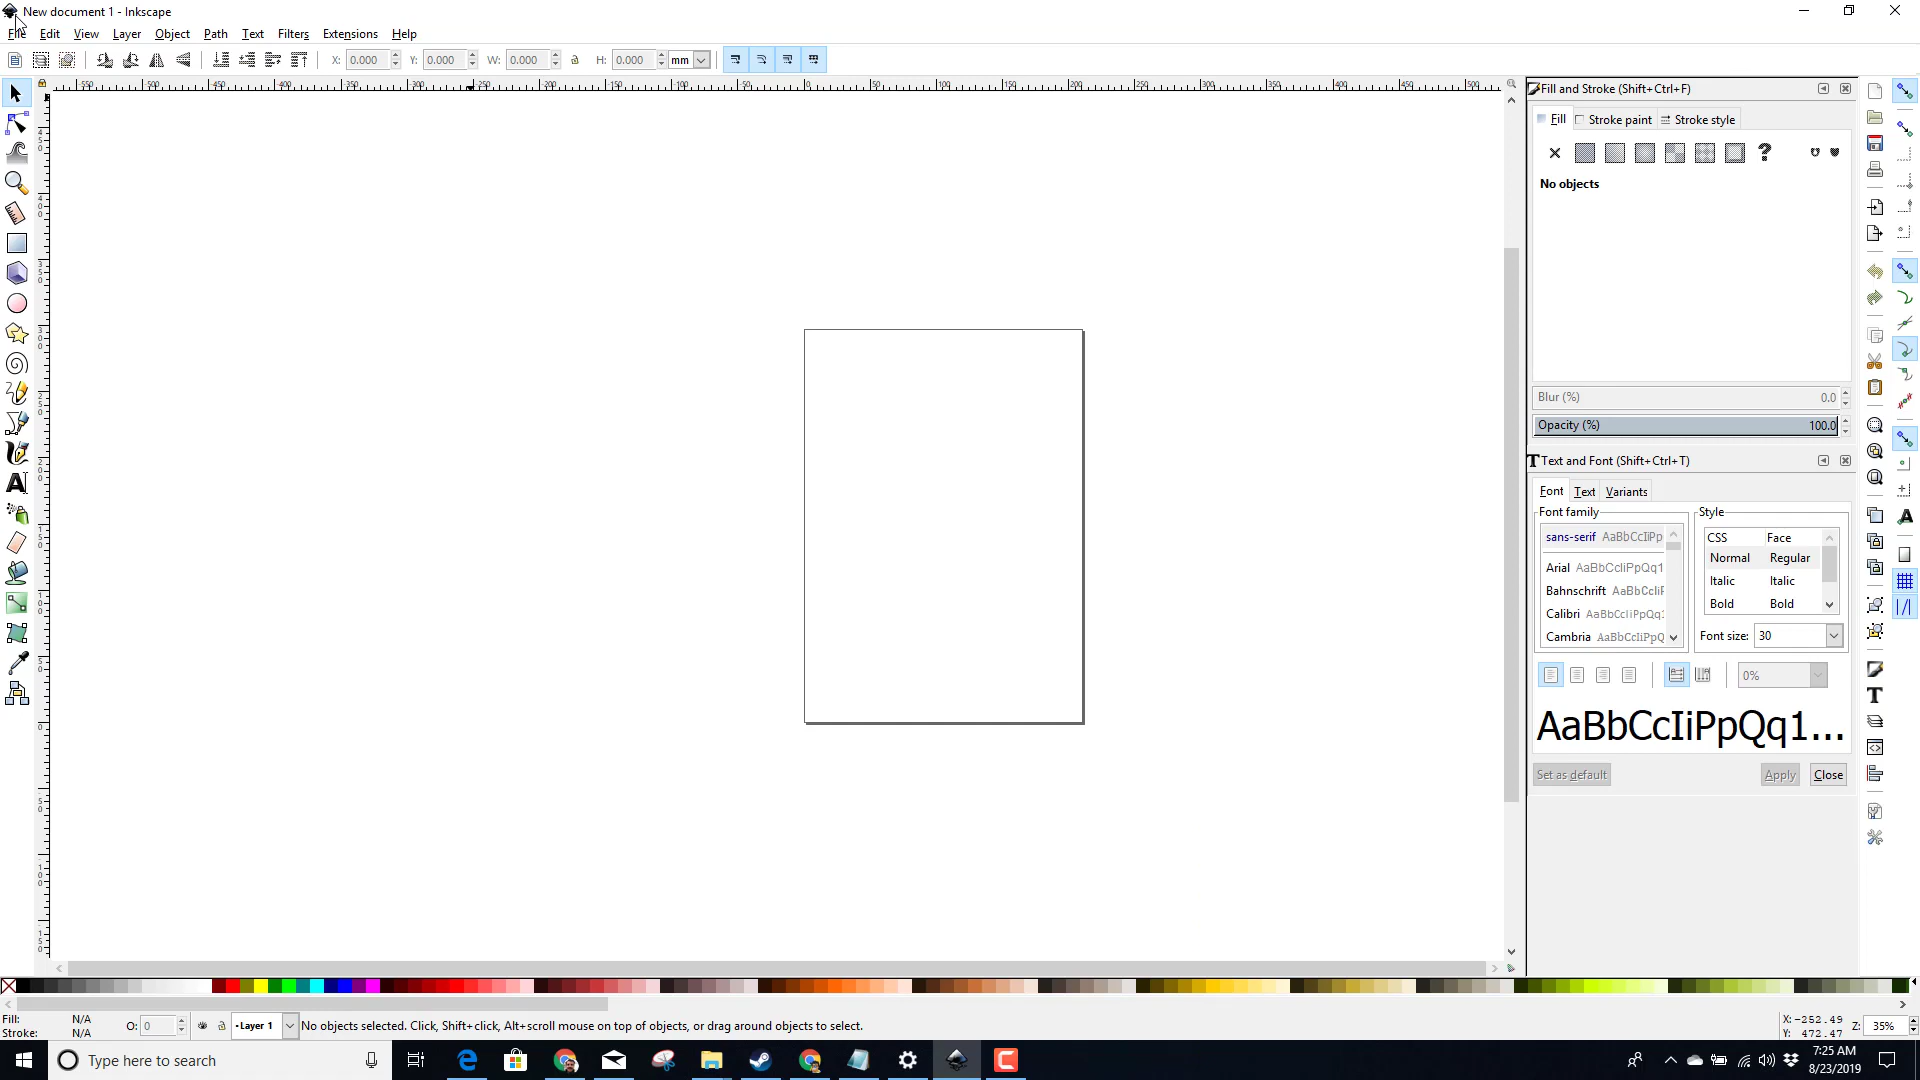 New document 1 - Inkscape
File Edit View Layer Object Path Text Filters Extensions Help
X: 0.000 Y: 0.000 W: 0.000 H: 0.000 mm
Fill and Stroke (Shift+Ctrl+F)
Fill Stroke paint Stroke style
No objects
Blur (%) 0.0
Opacity (%) 100.0
Text and Font (Shift+Ctrl+T)
Font Text Variants
Font family Style
sans-serif AaBbCcIiPp CSS Face
Normal Regular
Arial AaBbCcIiPpQq1
Italic Italic
Bahnschrift AaBbCcIiF
Bold Bold
Calibri AaBbCcIiPpQq:
Cambria AaBbCcIiPpQ
Font size: 30
0%
AaBbCcIiPpQq1...
Set as default Apply Close
Fill: N/A
Stroke: N/A
O: 0
Layer 1
No objects selected. Click, Shift+click, Alt+scroll mouse on top of objects, or drag around objects to select.
X: -252.49
Y: 472.47
Z: 35%
Type here to search
7:25 AM
8/23/2019